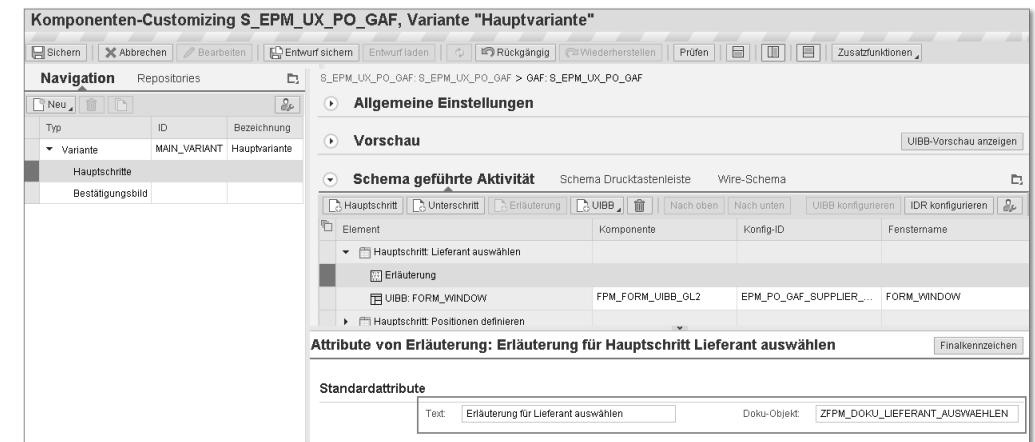 Komponenten-Customizing S_EPM_UX_PO_GAF, Variante "Hauptvariante"
Sichern Abbrechen Bearbeiten Entwurf sichern Entwurf laden Rückgängig Wiederherstellen Prüfen Zusatzfunktionen
Navigation Repositories
S_EPM_UX_PO_GAF: S_EPM_UX_PO_GAF > GAF: S_EPM_UX_PO_GAF
Neu
Allgemeine Einstellungen
Typ ID Bezeichnung
Variante MAIN_VARIANT Hauptvariante
Hauptschritte
Bestätigungsbild
Vorschau UIBB-Vorschau anzeigen
Schema geführte Aktivität Schema Drucktastenleiste Wire-Schema
Hauptschritt Unterschritt Erläuterung UIBB Nach oben Nach unten UIBB konfigurieren IDR konfigurieren
Element Komponente Konfig-ID Fenstername
Hauptschritt: Lieferant auswählen
Erläuterung
UIBB: FORM_WINDOW FPM_FORM_UIBB_GL2 EPM_PO_GAF_SUPPLIER_... FORM_WINDOW
Hauptschritt: Positionen definieren
Attribute von Erläuterung: Erläuterung für Hauptschritt Lieferant auswählen Finalkennzeichen
Standardattribute
Text: Erläuterung für Lieferant auswählen Doku-Objekt: ZFPM_DOKU_LIEFERANT_AUSWAEHLEN